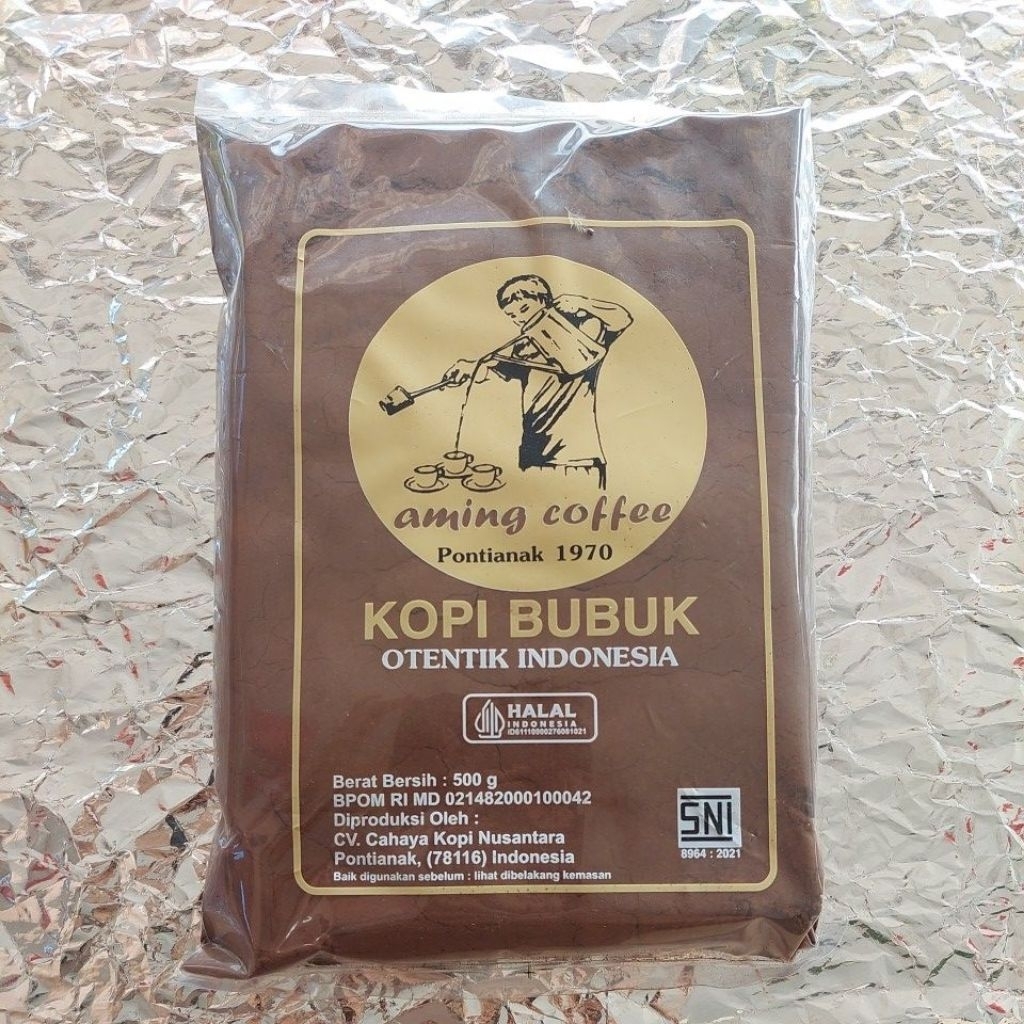 aming coffee
Pontianak 1970
KOPI BUBUK
OTENTIK INDONESIA
HALAL
INDONESIA
ID61110000276081021
Berat Bersih : 500 g
BPOM RI MD 021482000100042
Diproduksi Oleh :
CV. Cahaya Kopi Nusantara
Pontianak, (78116) Indonesia
Baik digunakan sebelum : lihat dibelakang kemasan
SNI
8964 : 2021